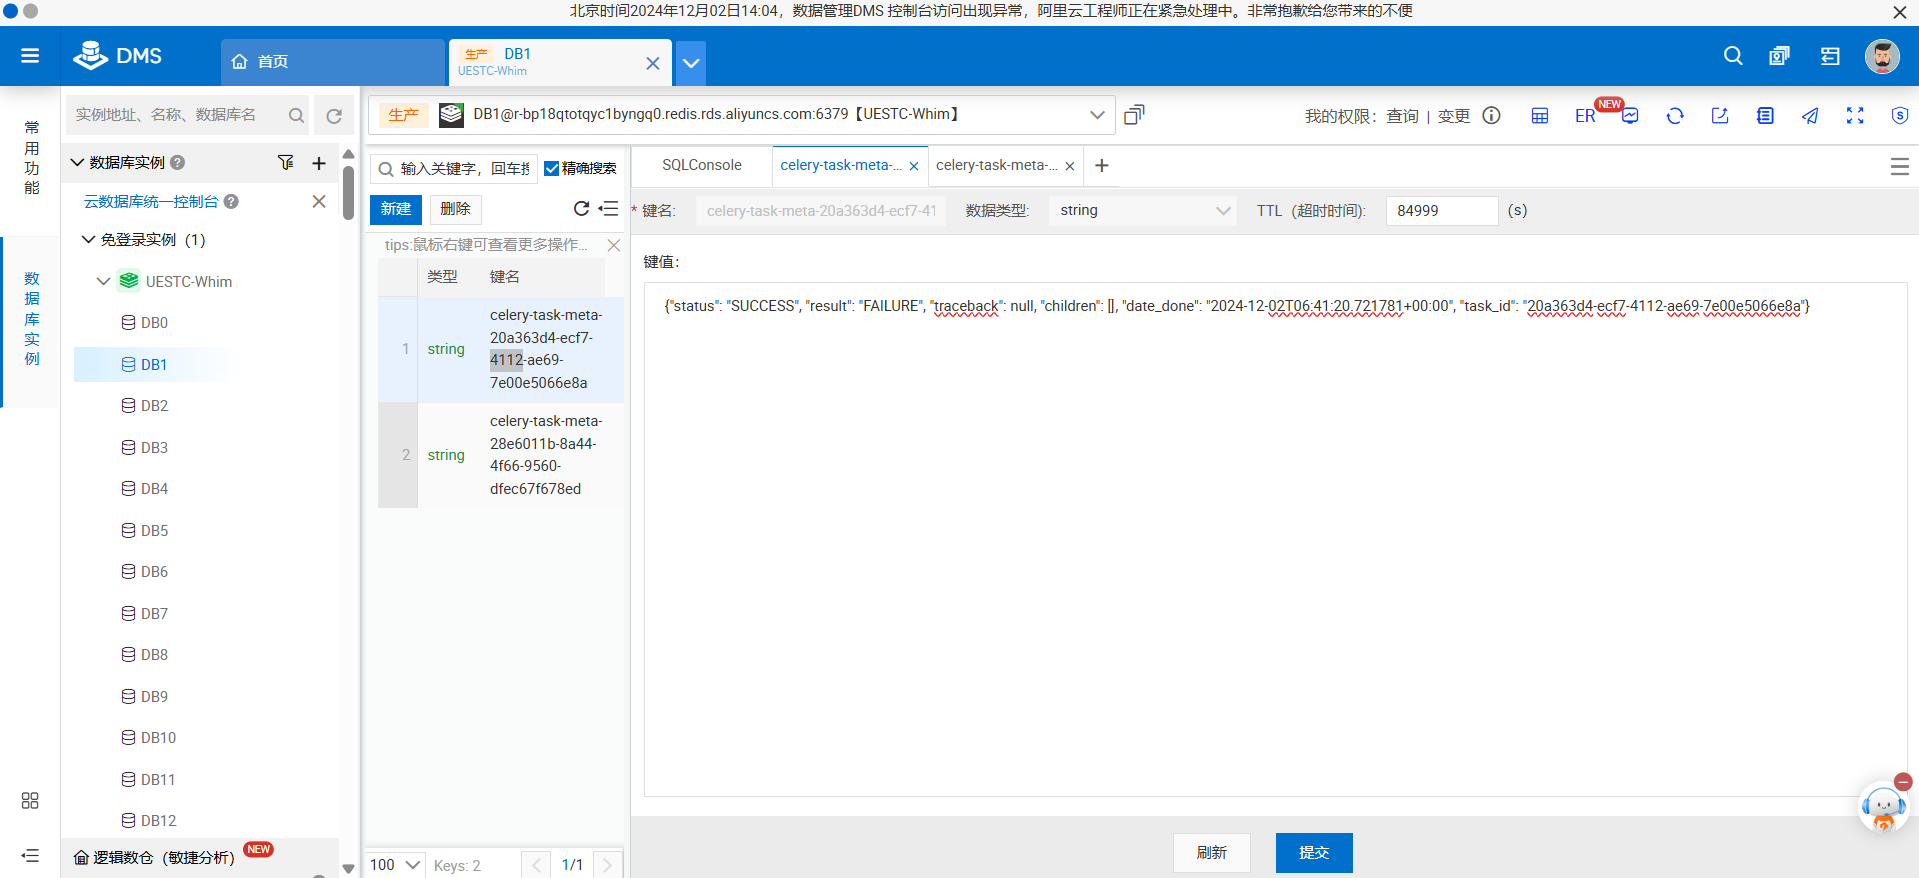 北京时间2024年12月02日14:04，数据管理DMS 控制台访问出现异常，阿里云工程师正在紧急处理中。非常抱歉给您带来的不便
DMS
首页
生产 DB1
UESTC-Whim
常用功能
数据库实例
实例地址、名称、数据库名
数据库实例
云数据库统一控制台
免登录实例（1）
UESTC-Whim
DB0
DB1
DB2
DB3
DB4
DB5
DB6
DB7
DB8
DB9
DB10
DB11
DB12
逻辑数仓（敏捷分析） NEW
生产 DB1@r-bp18qtotqyc1byngq0.redis.rds.aliyuncs.com:6379【UESTC-Whim】
我的权限：查询 | 变更
ER NEW
输入关键字，回车搜 精确搜索
新建 删除
tips:鼠标右键可查看更多操作...
类型 键名
1 string celery-task-meta-
20a363d4-ecf7-
4112-ae69-
7e00e5066e8a
2 string celery-task-meta-
28e6011b-8a44-
4f66-9560-
dfec67f678ed
100 Keys: 2 1/1
SQLConsole celery-task-meta-... celery-task-meta-...
* 键名: celery-task-meta-20a363d4-ecf7-41 数据类型: string TTL（超时时间): 84999 (s)
键值：
{"status": "SUCCESS", "result": "FAILURE", "traceback": null, "children": [], "date_done": "2024-12-02T06:41:20.721781+00:00", "task_id": "20a363d4-ecf7-4112-ae69-7e00e5066e8a"}
刷新 提交